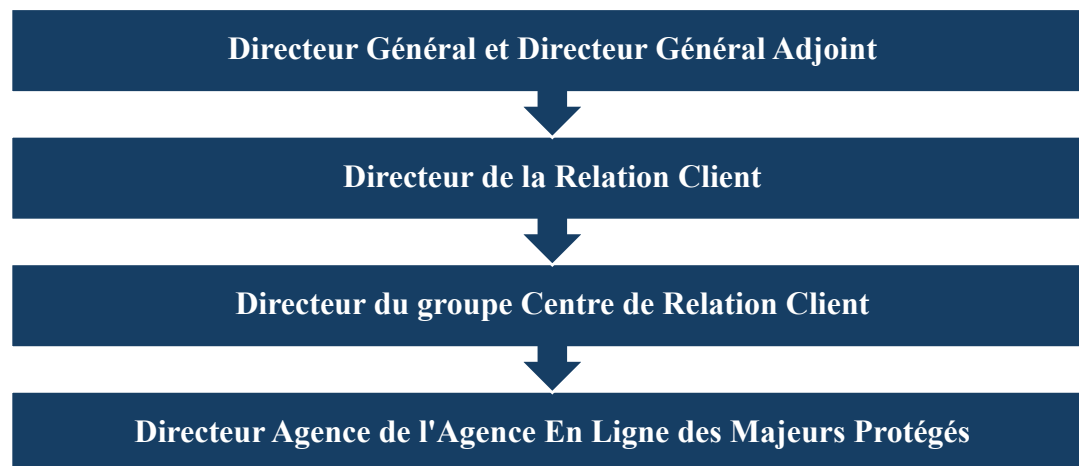 Directeur Général et Directeur Général Adjoint
Directeur de la Relation Client
Directeur du groupe Centre de Relation Client
Directeur Agence de l'Agence En Ligne des Majeurs Protégés